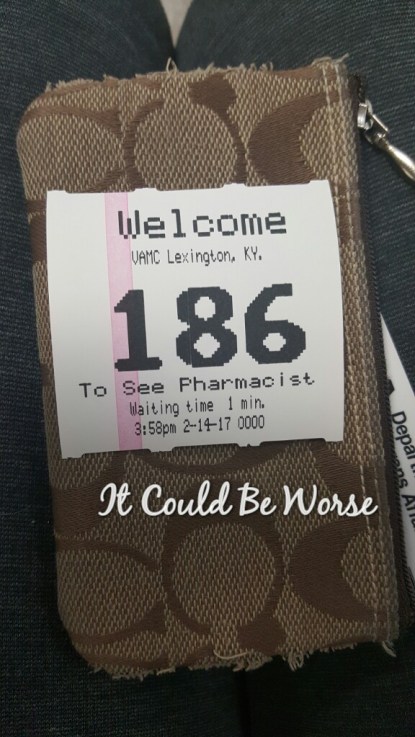 Welcome
VAMC Lexington, KY.
186
To See Pharmacist
Waiting time 1 min.
3:58pm 2-14-17 0000
It Could Be Worse
Depar